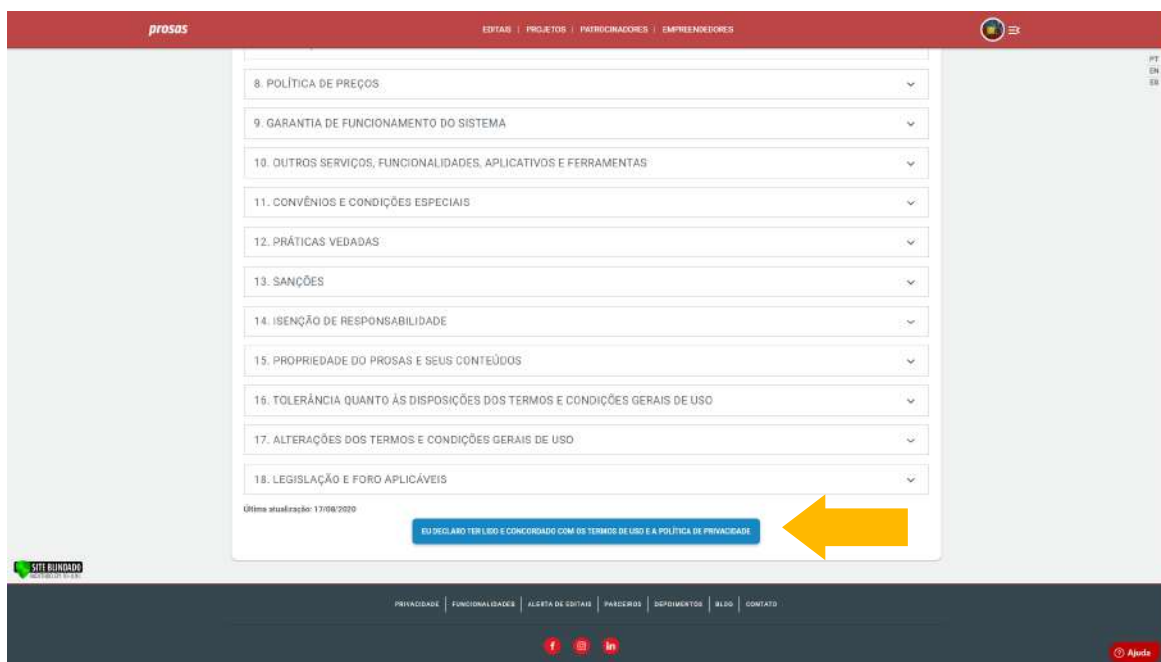 prosas
EDITAIS | PROJETOS | PATROCINADORES | EMPREENDEDORES
PT
EN
ES
8. POLÍTICA DE PREÇOS
9. GARANTIA DE FUNCIONAMENTO DO SISTEMA
10. OUTROS SERVIÇOS, FUNCIONALIDADES, APLICATIVOS E FERRAMENTAS
11. CONVÊNIOS E CONDIÇÕES ESPECIAIS
12. PRÁTICAS VEDADAS
13. SANÇÕES
14. ISENÇÃO DE RESPONSABILIDADE
15. PROPRIEDADE DO PROSAS E SEUS CONTEÚDOS
16. TOLERÂNCIA QUANTO ÀS DISPOSIÇÕES DOS TERMOS E CONDIÇÕES GERAIS DE USO
17. ALTERAÇÕES DOS TERMOS E CONDIÇÕES GERAIS DE USO
18. LEGISLAÇÃO E FORO APLICÁVEIS
Última atualização: 17/08/2020
EU DECLARO TER LIDO E CONCORDADO COM OS TERMOS DE USO E A POLÍTICA DE PRIVACIDADE
SITE BLINDADO
PRIVACIDADE | FUNCIONALIDADES | ALERTA DE EDITAIS | PARCEIROS | DEPOIMENTOS | BLOG | CONTATO
Ajuda